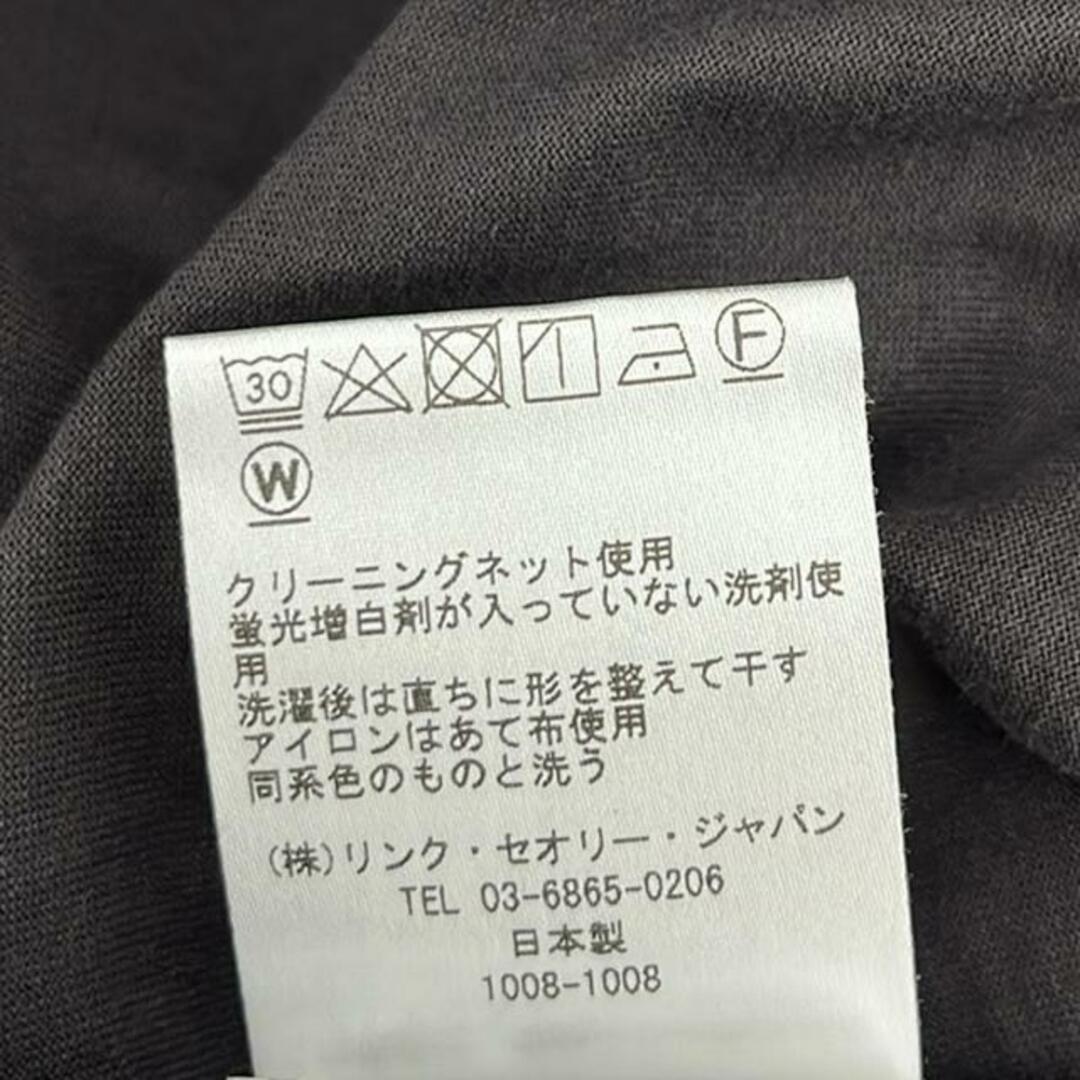 30
F
W
クリーニングネット使用
蛍光増白剤が入っていない洗剤使
用
洗濯後は直ちに形を整えて干す
アイロンはあて布使用
同系色のものと洗う
(株)リンク・セオリー・ジャパン
TEL 03-6865-0206
日本製
1008-1008